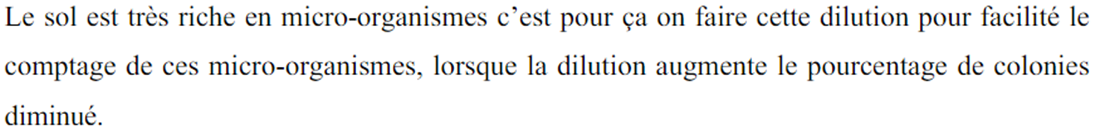 Le sol est très riche en micro-organismes c’est pour ça on faire cette dilution pour facilité le
comptage de ces micro-organismes, lorsque la dilution augmente le pourcentage de colonies
diminué.